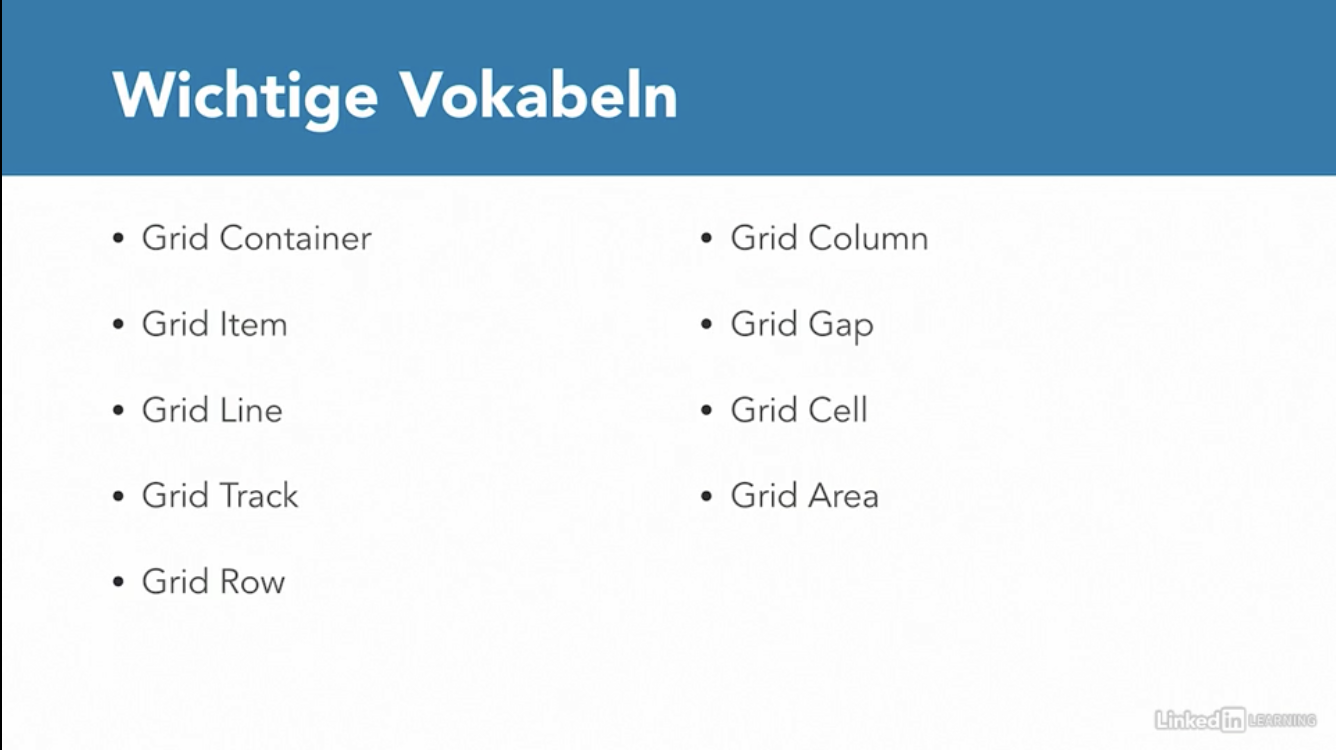 Wichtige Vokabeln
• Grid Container
• Grid Item
• Grid Line
• Grid Track
• Grid Row
• Grid Column
• Grid Gap
• Grid Cell
• Grid Area
Linked in LEARNING